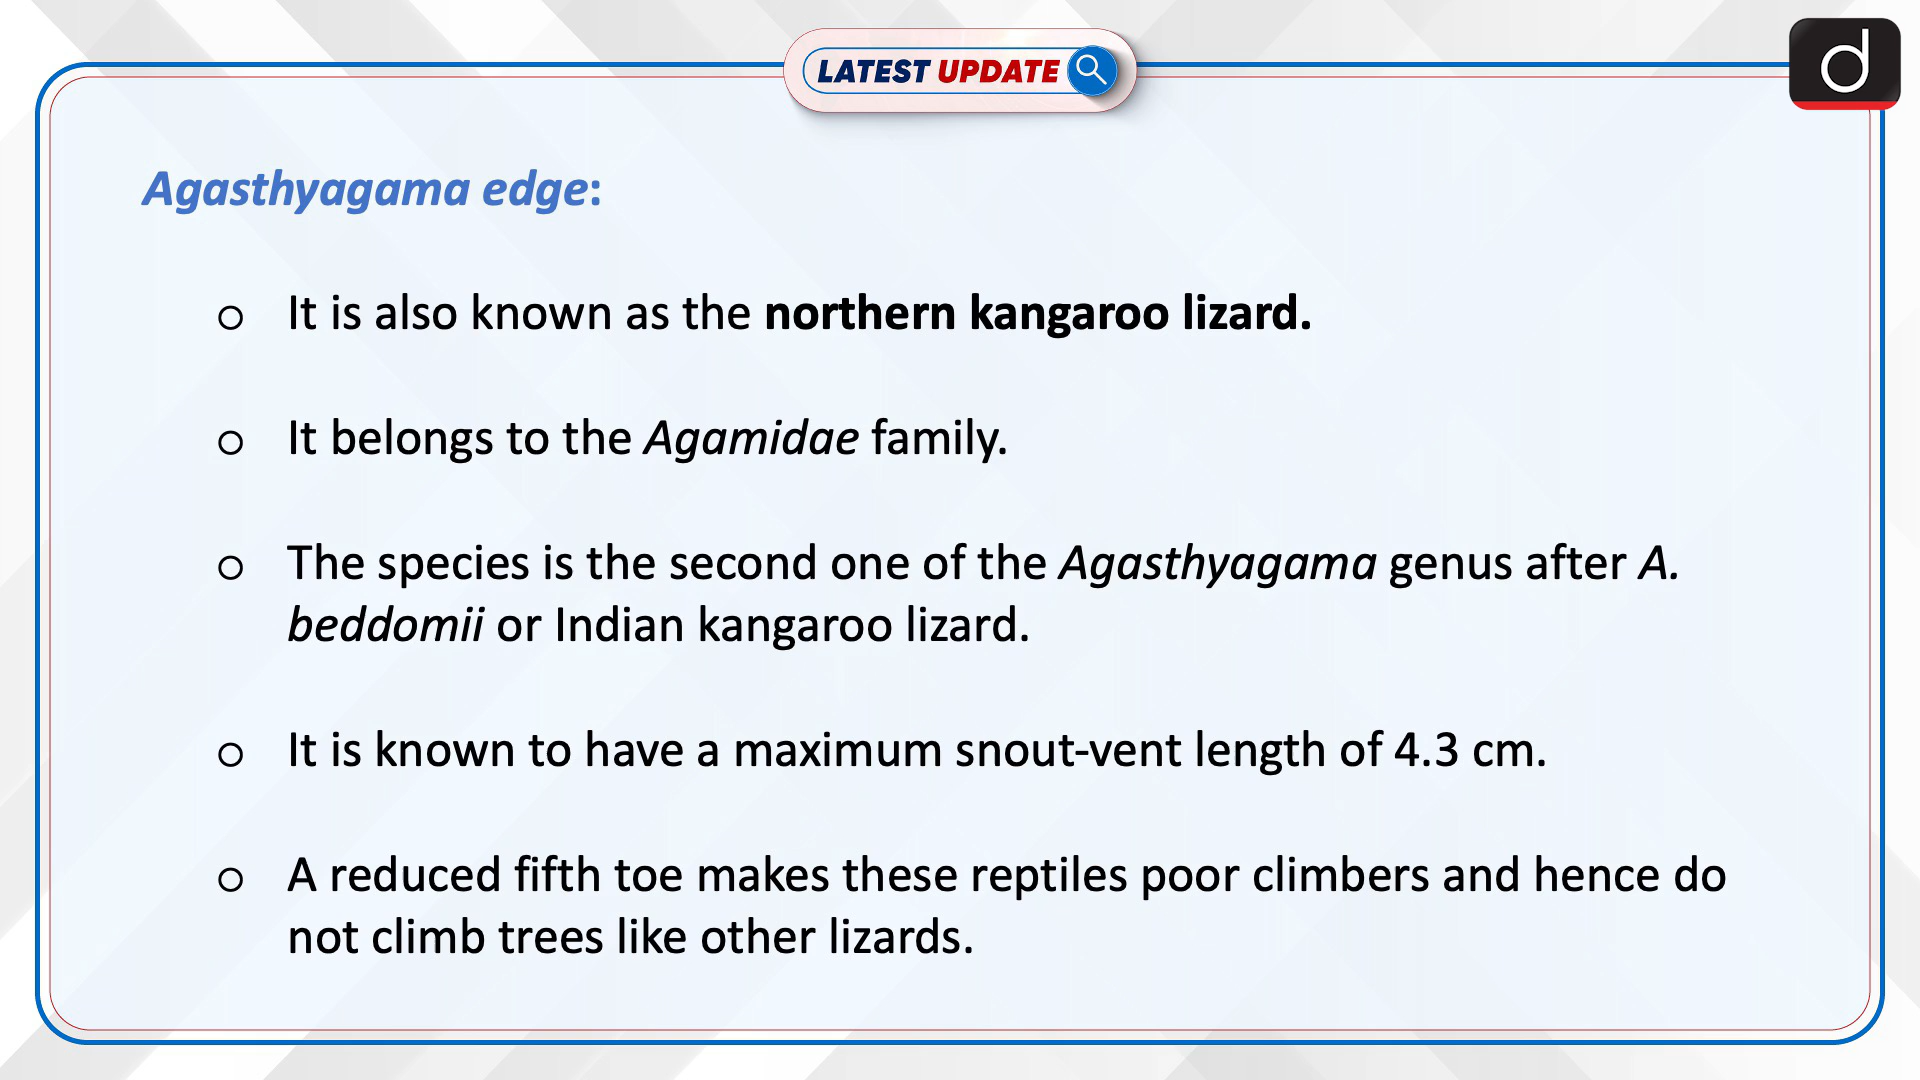 LATEST UPDATE
d
Agasthyagama edge:
o It is also known as the northern kangaroo lizard.
o It belongs to the Agamidae family.
o The species is the second one of the Agasthyagama genus after A.
beddomii or Indian kangaroo lizard.
o It is known to have a maximum snout-vent length of 4.3 cm.
o A reduced fifth toe makes these reptiles poor climbers and hence do
not climb trees like other lizards.